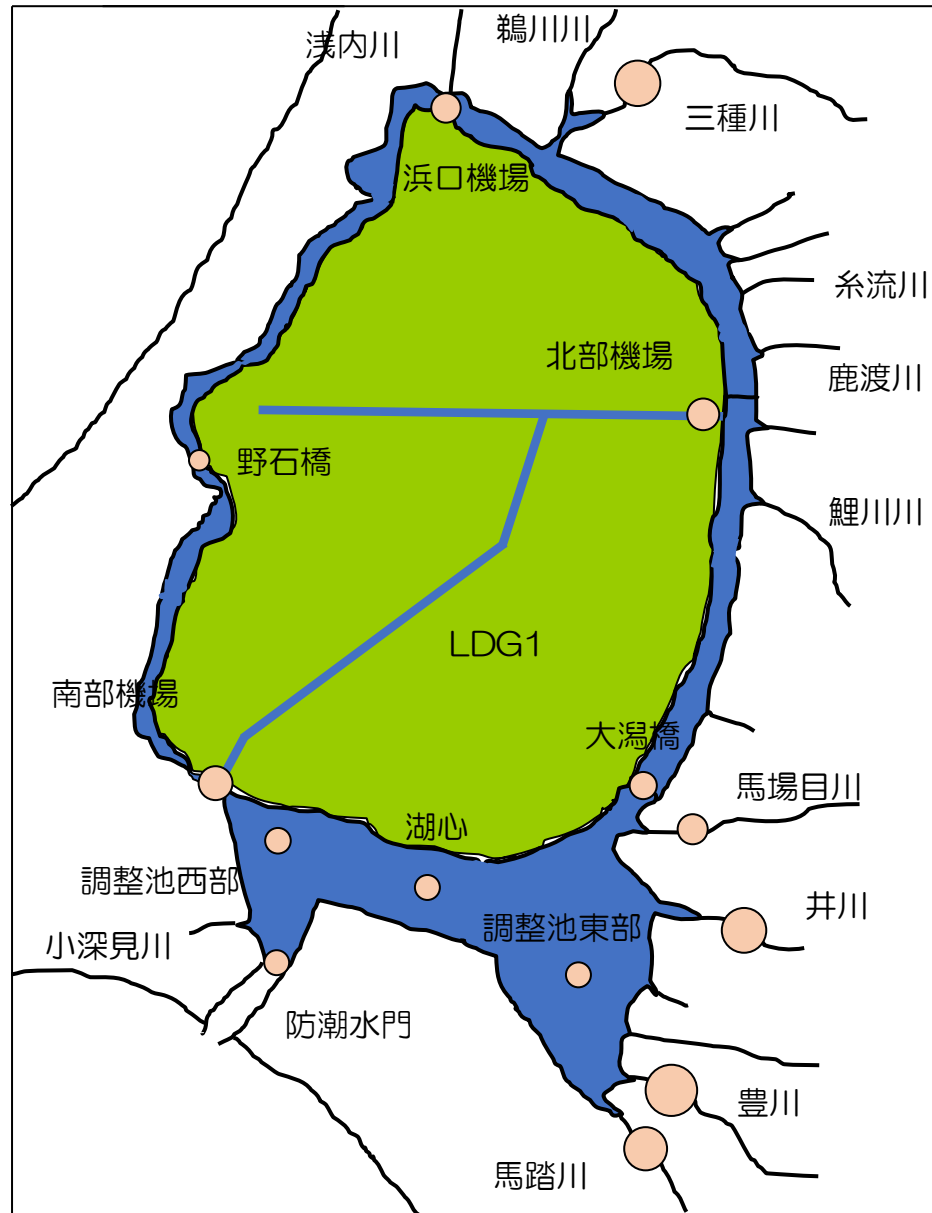 鵜川川
浅内川
三種川
浜口機場
糸流川
北部機場
鹿渡川
野石橋
鯉川川
LDG1
南部機場
大潟橋
馬場目川
湖心
調整池西部
井川
調整池東部
小深見川
防潮水門
豊川
馬踏川